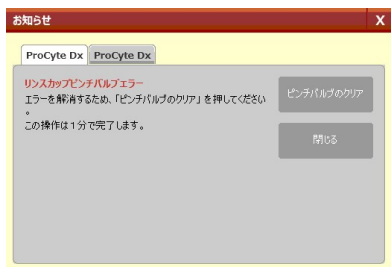 お知らせ
X
ProCyte Dx
ProCyte Dx
リンスカップピンチバルブエラー
エラーを解消するため、「ピンチバルブのクリア」を押してください
。
この操作は1分で完了します。
ピンチバルブのクリア
閉じる